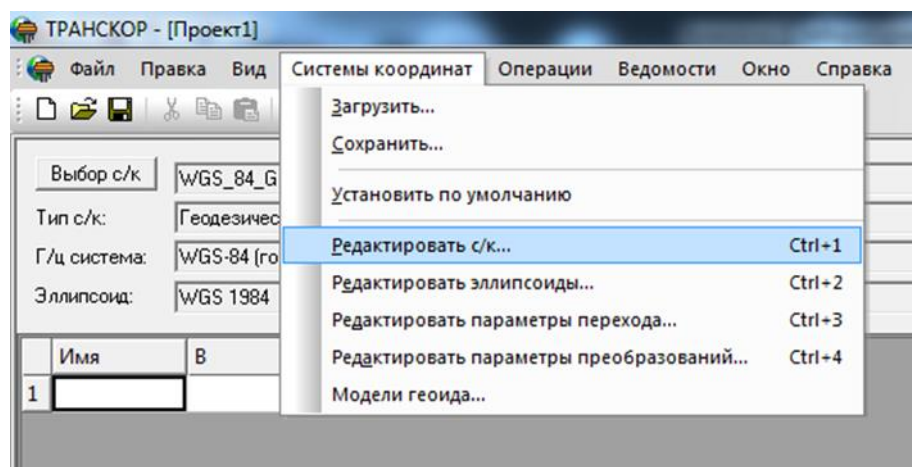 ТРАНСКОР - [Проект1]
Файл Правка Вид Системы координат Операции Ведомости Окно Справка
Загрузить...
Сохранить...
Установить по умолчанию
Редактировать с/к... Ctrl+1
Редактировать эллипсоиды... Ctrl+2
Редактировать параметры перехода... Ctrl+3
Редактировать параметры преобразований... Ctrl+4
Модели геоида...
Выбор с/к WGS_84_G
Тип с/к: Геодезичес
Г/ц система: WGS-84 (го
Эллипсоид: WGS 1984
Имя B
1